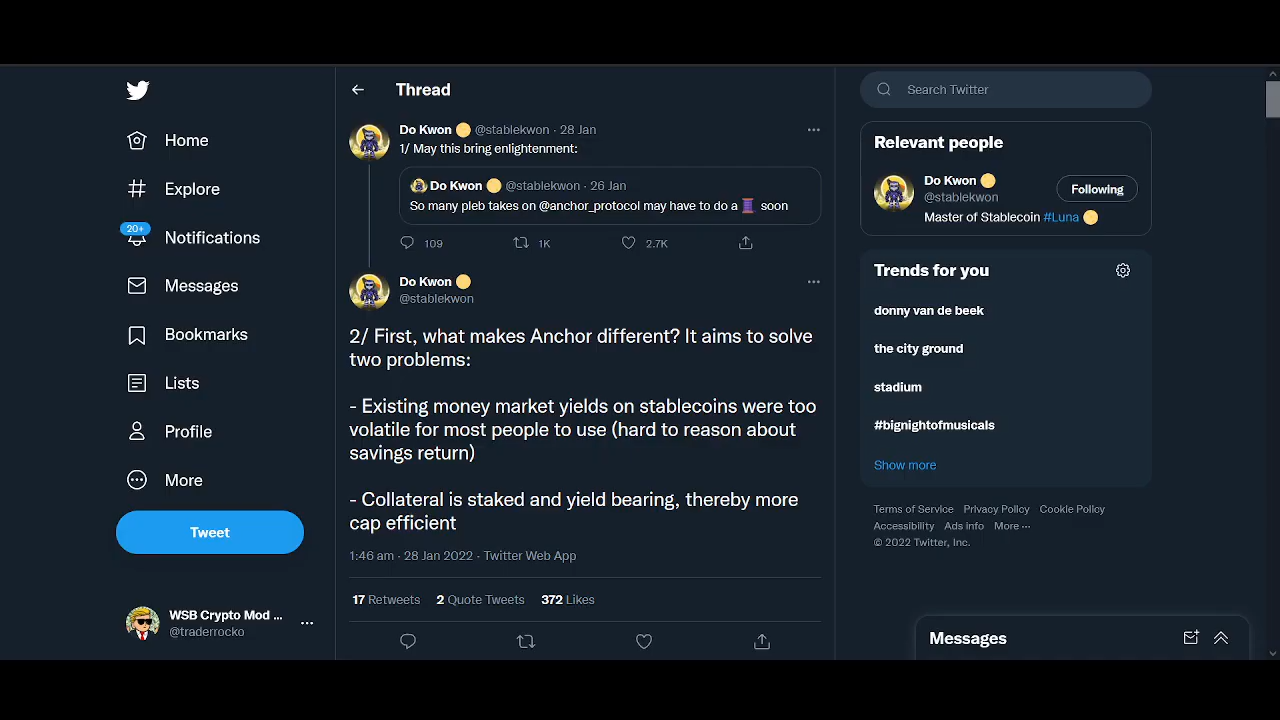 Thread
Search Twitter
Home
Explore
20+
Notifications
Messages
Bookmarks
Lists
Profile
More
Tweet
WSB Crypto Mod ...
@traderrocko
Do Kwon @stablekwon · 28 Jan
1/ May this bring enlightenment:
Do Kwon @stablekwon · 26 Jan
So many pleb takes on @anchor_protocol may have to do a 🧵 soon
109 1K 2.7K
Do Kwon
@stablekwon
2/ First, what makes Anchor different? It aims to solve
two problems:
- Existing money market yields on stablecoins were too
volatile for most people to use (hard to reason about
savings return)
- Collateral is staked and yield bearing, thereby more
cap efficient
1:46 am · 28 Jan 2022 · Twitter Web App
17 Retweets 2 Quote Tweets 372 Likes
Relevant people
Do Kwon
@stablekwon
Following
Master of Stablecoin #Luna
Trends for you
donny van de beek
the city ground
stadium
#bignightofmusicals
Show more
Terms of Service Privacy Policy Cookie Policy
Accessibility Ads info More ···
© 2022 Twitter, Inc.
Messages